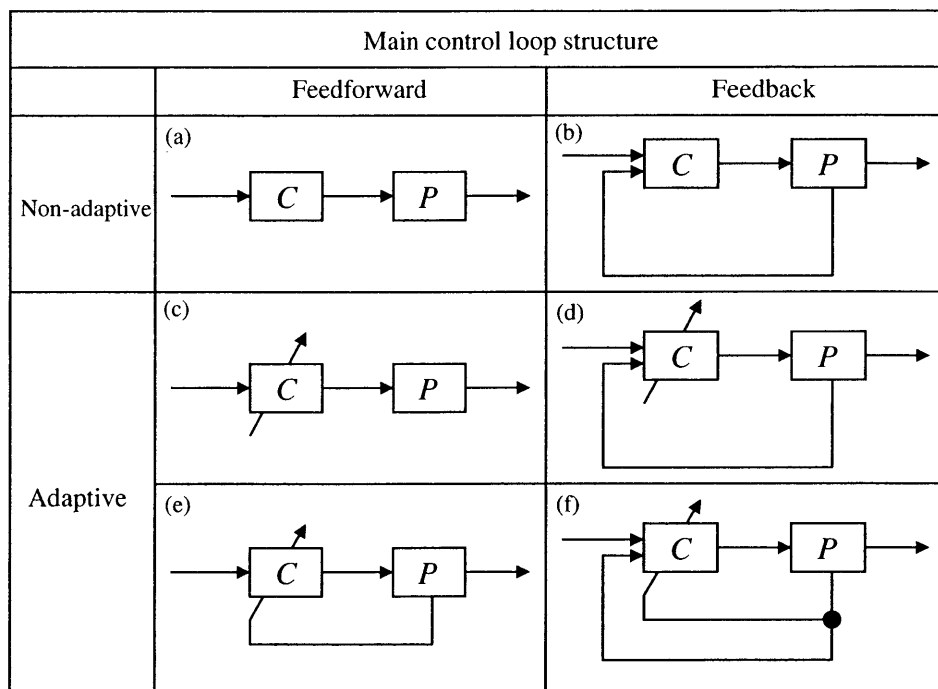 Main control loop structure
Feedforward Feedback
Non-adaptive
(a) C P
(b) C P
Adaptive
(c) C P
(d) C P
(e) C P
(f) C P